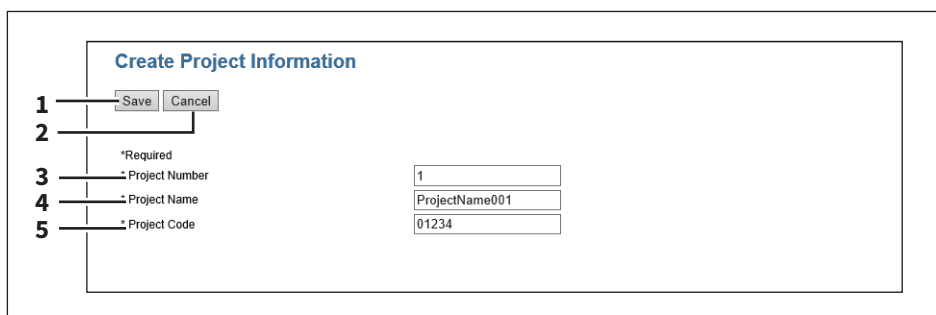 Create Project Information
1 Save Cancel
2
*Required
3 * Project Number 1
4 * Project Name ProjectName001
5 * Project Code 01234